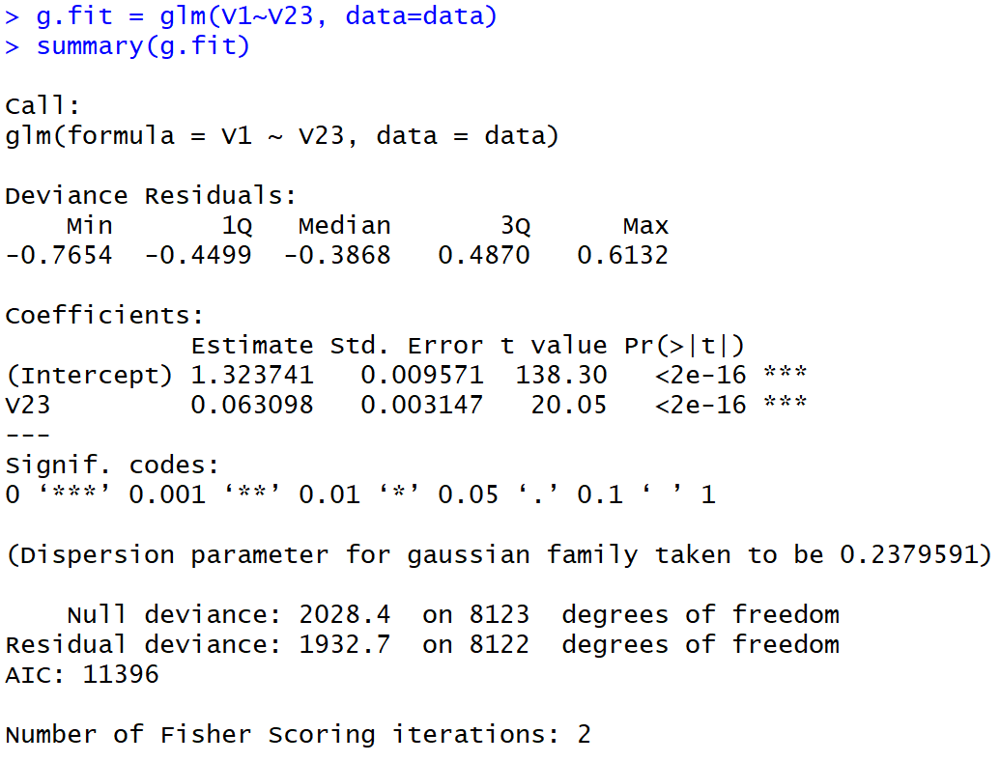 > g.fit = glm(V1~V23, data=data)
> summary(g.fit)
Call:
glm(formula = V1 ~ V23, data = data)
Deviance Residuals:
    Min       1Q   Median       3Q      Max
-0.7654  -0.4499  -0.3868   0.4870   0.6132
Coefficients:
            Estimate Std. Error t value Pr(>|t|)
(Intercept) 1.323741   0.009571  138.30   <2e-16 ***
V23         0.063098   0.003147   20.05   <2e-16 ***
---
Signif. codes:
0 ‘***’ 0.001 ‘**’ 0.01 ‘*’ 0.05 ‘.’ 0.1 ‘ ’ 1
(Dispersion parameter for gaussian family taken to be 0.2379591)
    Null deviance: 2028.4  on 8123  degrees of freedom
Residual deviance: 1932.7  on 8122  degrees of freedom
AIC: 11396
Number of Fisher Scoring iterations: 2